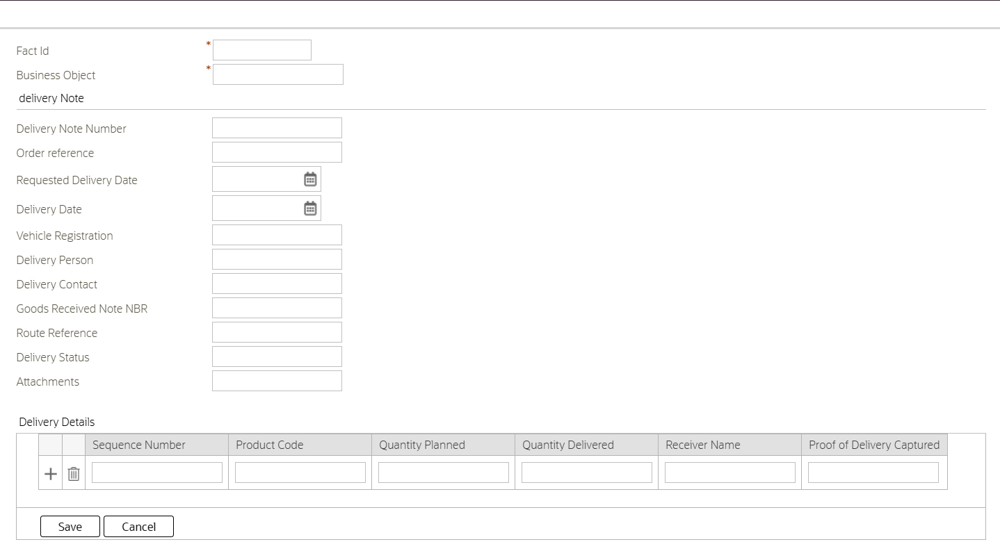 Fact Id *
Business Object *
delivery Note
Delivery Note Number
Order reference
Requested Delivery Date
Delivery Date
Vehicle Registration
Delivery Person
Delivery Contact
Goods Received Note NBR
Route Reference
Delivery Status
Attachments
Delivery Details
Sequence Number Product Code Quantity Planned Quantity Delivered Receiver Name Proof of Delivery Captured
Save Cancel